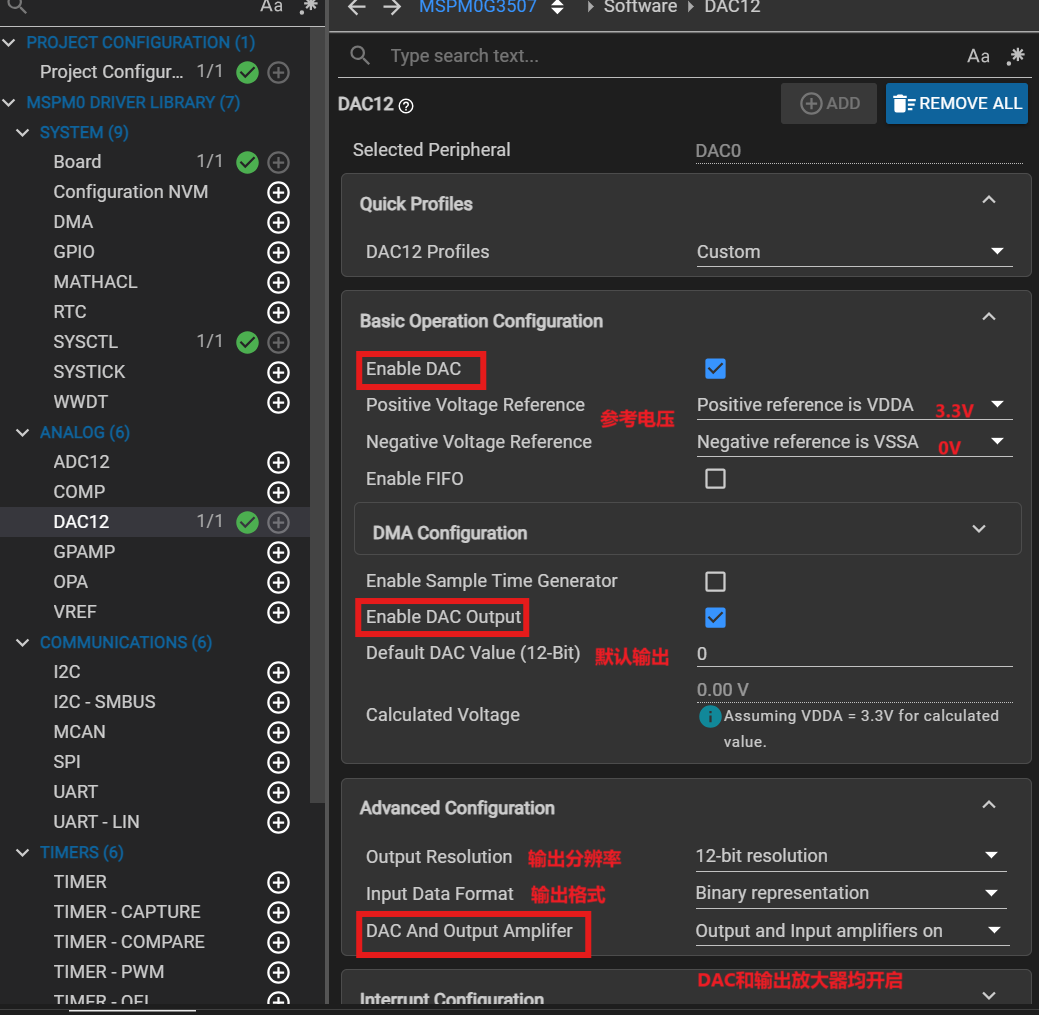 Aa .*
PROJECT CONFIGURATION (1)
Project Configur... 1/1
MSPM0 DRIVER LIBRARY (7)
SYSTEM (9)
Board 1/1
Configuration NVM
DMA
GPIO
MATHACL
RTC
SYSCTL 1/1
SYSTICK
WWDT
ANALOG (6)
ADC12
COMP
DAC12 1/1
GPAMP
OPA
VREF
COMMUNICATIONS (6)
I2C
I2C - SMBUS
MCAN
SPI
UART
UART - LIN
TIMERS (6)
TIMER
TIMER - CAPTURE
TIMER - COMPARE
TIMER - PWM
MSPM0G3507 Software DAC12
Type search text... Aa .*
DAC12 ADD REMOVE ALL
Selected Peripheral DAC0
Quick Profiles
DAC12 Profiles Custom
Basic Operation Configuration
Enable DAC
Positive Voltage Reference 参考电压 Positive reference is VDDA 3.3V
Negative Voltage Reference Negative reference is VSSA 0V
Enable FIFO
DMA Configuration
Enable Sample Time Generator
Enable DAC Output
Default DAC Value (12-Bit) 默认输出 0
0.00 V
Calculated Voltage Assuming VDDA = 3.3V for calculated
value.
Advanced Configuration
Output Resolution 输出分辨率 12-bit resolution
Input Data Format 输出格式 Binary representation
DAC And Output Amplifer Output and Input amplifiers on
DAC和输出放大器均开启
Interrupt Configuration